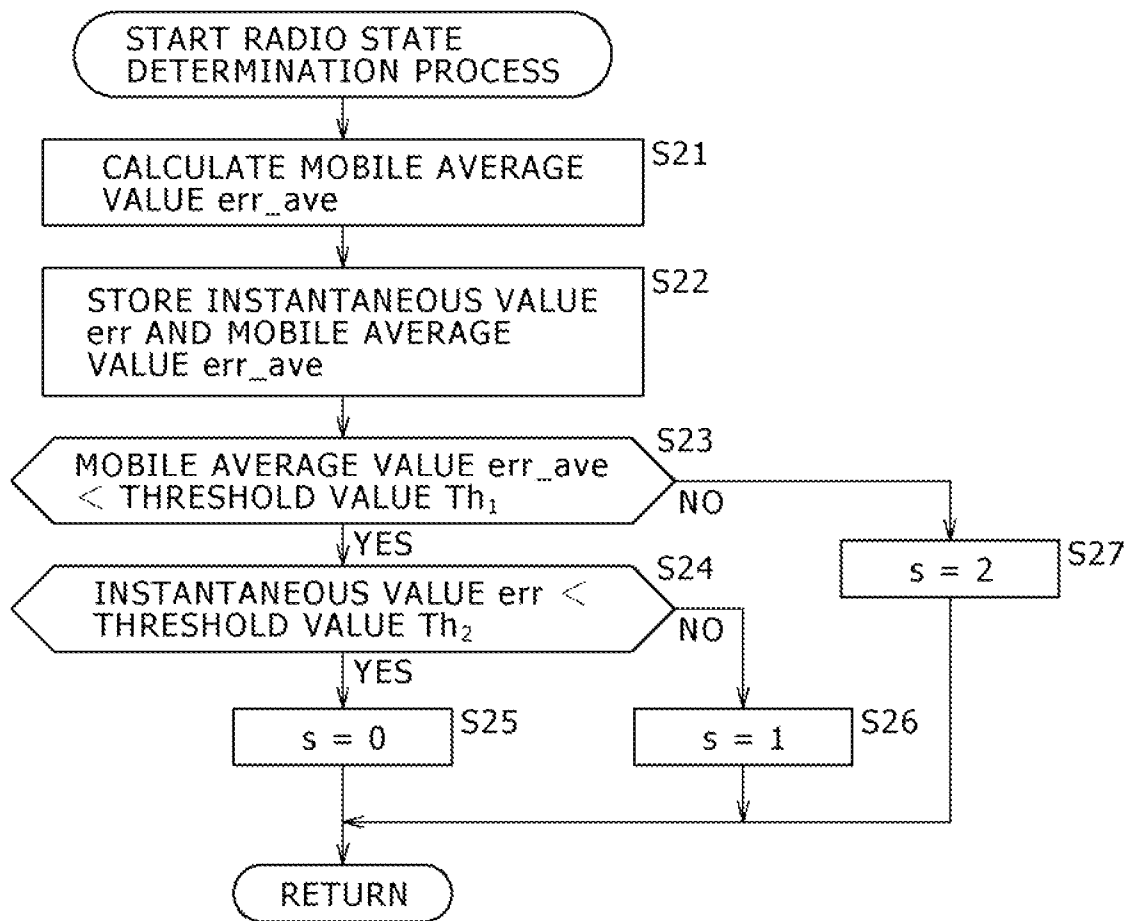 START RADIO STATE
DETERMINATION PROCESS
CALCULATE MOBILE AVERAGE
VALUE err_ave
S21
STORE INSTANTANEOUS VALUE
err AND MOBILE AVERAGE
VALUE err_ave
S22
MOBILE AVERAGE VALUE err_ave
< THRESHOLD VALUE Th₁
S23
NO
YES
S27
s = 2
INSTANTANEOUS VALUE err <
THRESHOLD VALUE Th₂
S24
NO
YES
s = 0
S25
s = 1
S26
RETURN